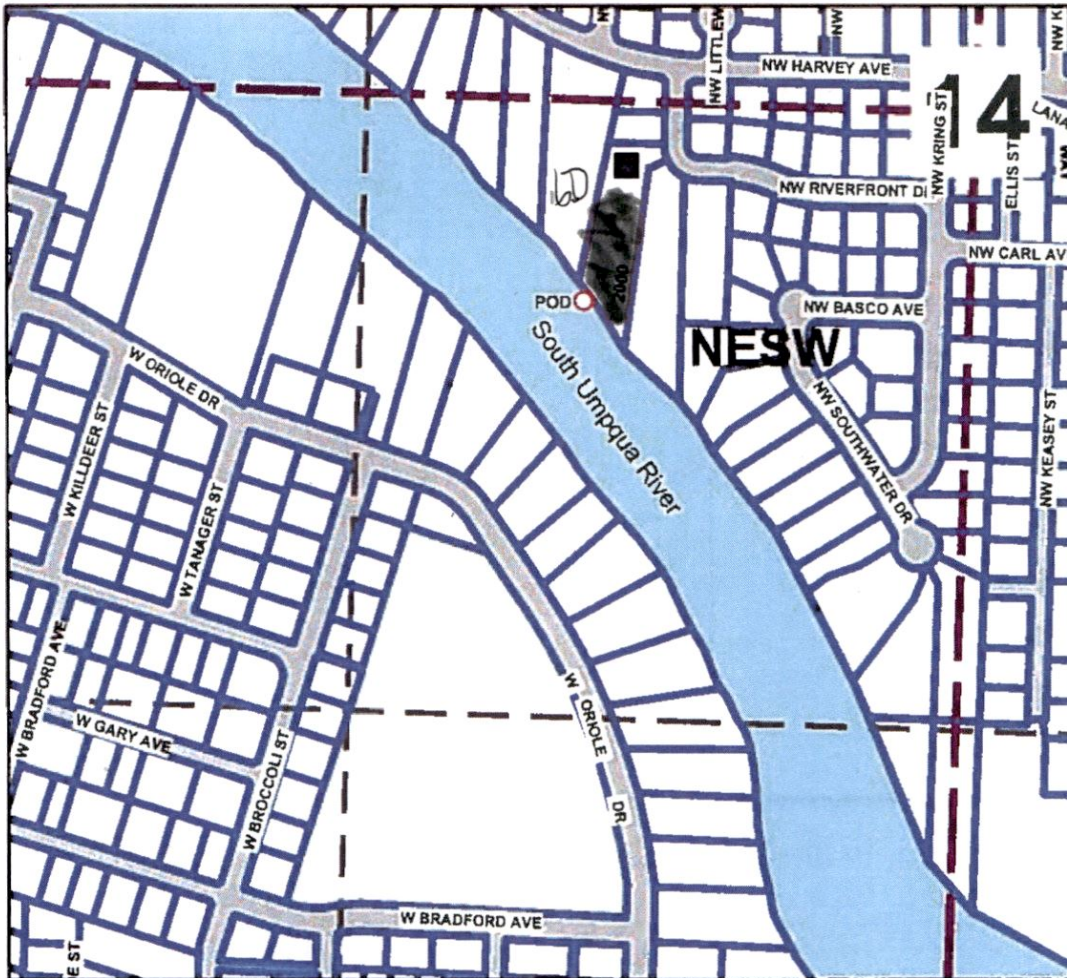 NW LITTLEW
NW HARVEY AVE
14
LANA
NW KRING ST
ELLIS ST
NW RIVERFRONT D
NW CARL AV
2000
POD
NW BASCO AVE
NESW
South Umpqua River
NW SOUTHWATER DR
NW KEASEY ST
W ORIOLE DR
W KILLDEER ST
W TANAGER ST
W BRADFORD AVE
W GARY AVE
W BROCCOLI ST
W ORIOLE DR
W BRADFORD AVE